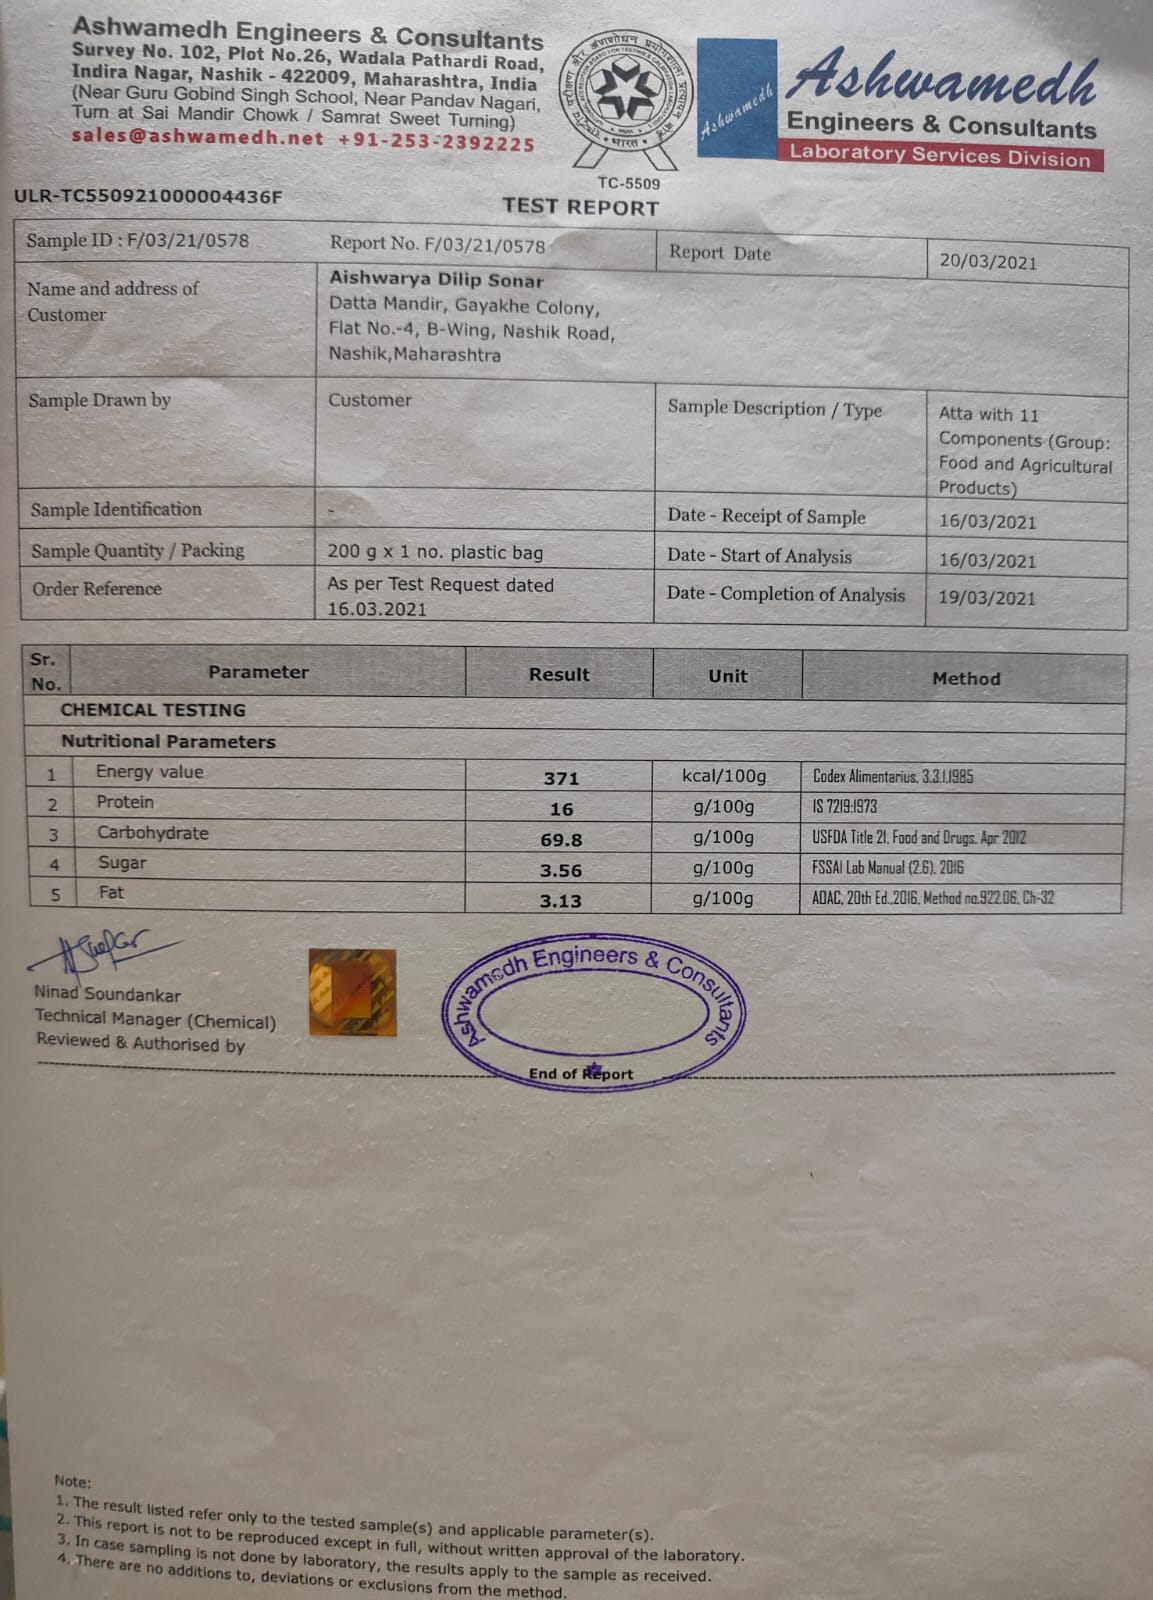 Ashwamedh Engineers & Consultants
Survey No. 102, Plot No.26, Wadala Pathardi Road,
Indira Nagar, Nashik - 422009, Maharashtra, India
(Near Guru Gobind Singh School, Near Pandav Nagari,
Turn at Sai Mandir Chowk / Samrat Sweet Turning)
sales@ashwamedh.net +91-253-2392225
भारत
TC-5509
Ashwamedh
Ashwamedh
Engineers & Consultants
Laboratory Services Division
ULR-TC550921000004436F
TEST REPORT
Sample ID : F/03/21/0578 Report No. F/03/21/0578 Report Date 20/03/2021
Name and address of Customer
Aishwarya Dilip Sonar
Datta Mandir, Gayakhe Colony,
Flat No.-4, B-Wing, Nashik Road,
Nashik,Maharashtra
Sample Drawn by Customer Sample Description / Type Atta with 11
Components (Group:
Food and Agricultural
Products)
Sample Identification - Date - Receipt of Sample 16/03/2021
Sample Quantity / Packing 200 g x 1 no. plastic bag Date - Start of Analysis 16/03/2021
Order Reference As per Test Request dated
16.03.2021
Date - Completion of Analysis 19/03/2021
Sr. No. Parameter Result Unit Method
CHEMICAL TESTING
Nutritional Parameters
1 Energy value 371 kcal/100g Codex Alimentarius, 3.3.1,1985
2 Protein 16 g/100g IS 7219:1973
3 Carbohydrate 69.8 g/100g USFDA Title 21, Food and Drugs, Apr 2012
4 Sugar 3.56 g/100g FSSAI Lab Manual (2.6), 2016
5 Fat 3.13 g/100g AOAC, 20th Ed.,2016, Method no.922.06, Ch-32
Ninad Soundankar
Technical Manager (Chemical)
Reviewed & Authorised by
Ashwamedh Engineers & Consultants
End of Report
Note:
1. The result listed refer only to the tested sample(s) and applicable parameter(s).
2. This report is not to be reproduced except in full, without written approval of the laboratory.
3. In case sampling is not done by laboratory, the results apply to the sample as received.
4. There are no additions to, deviations or exclusions from the method.